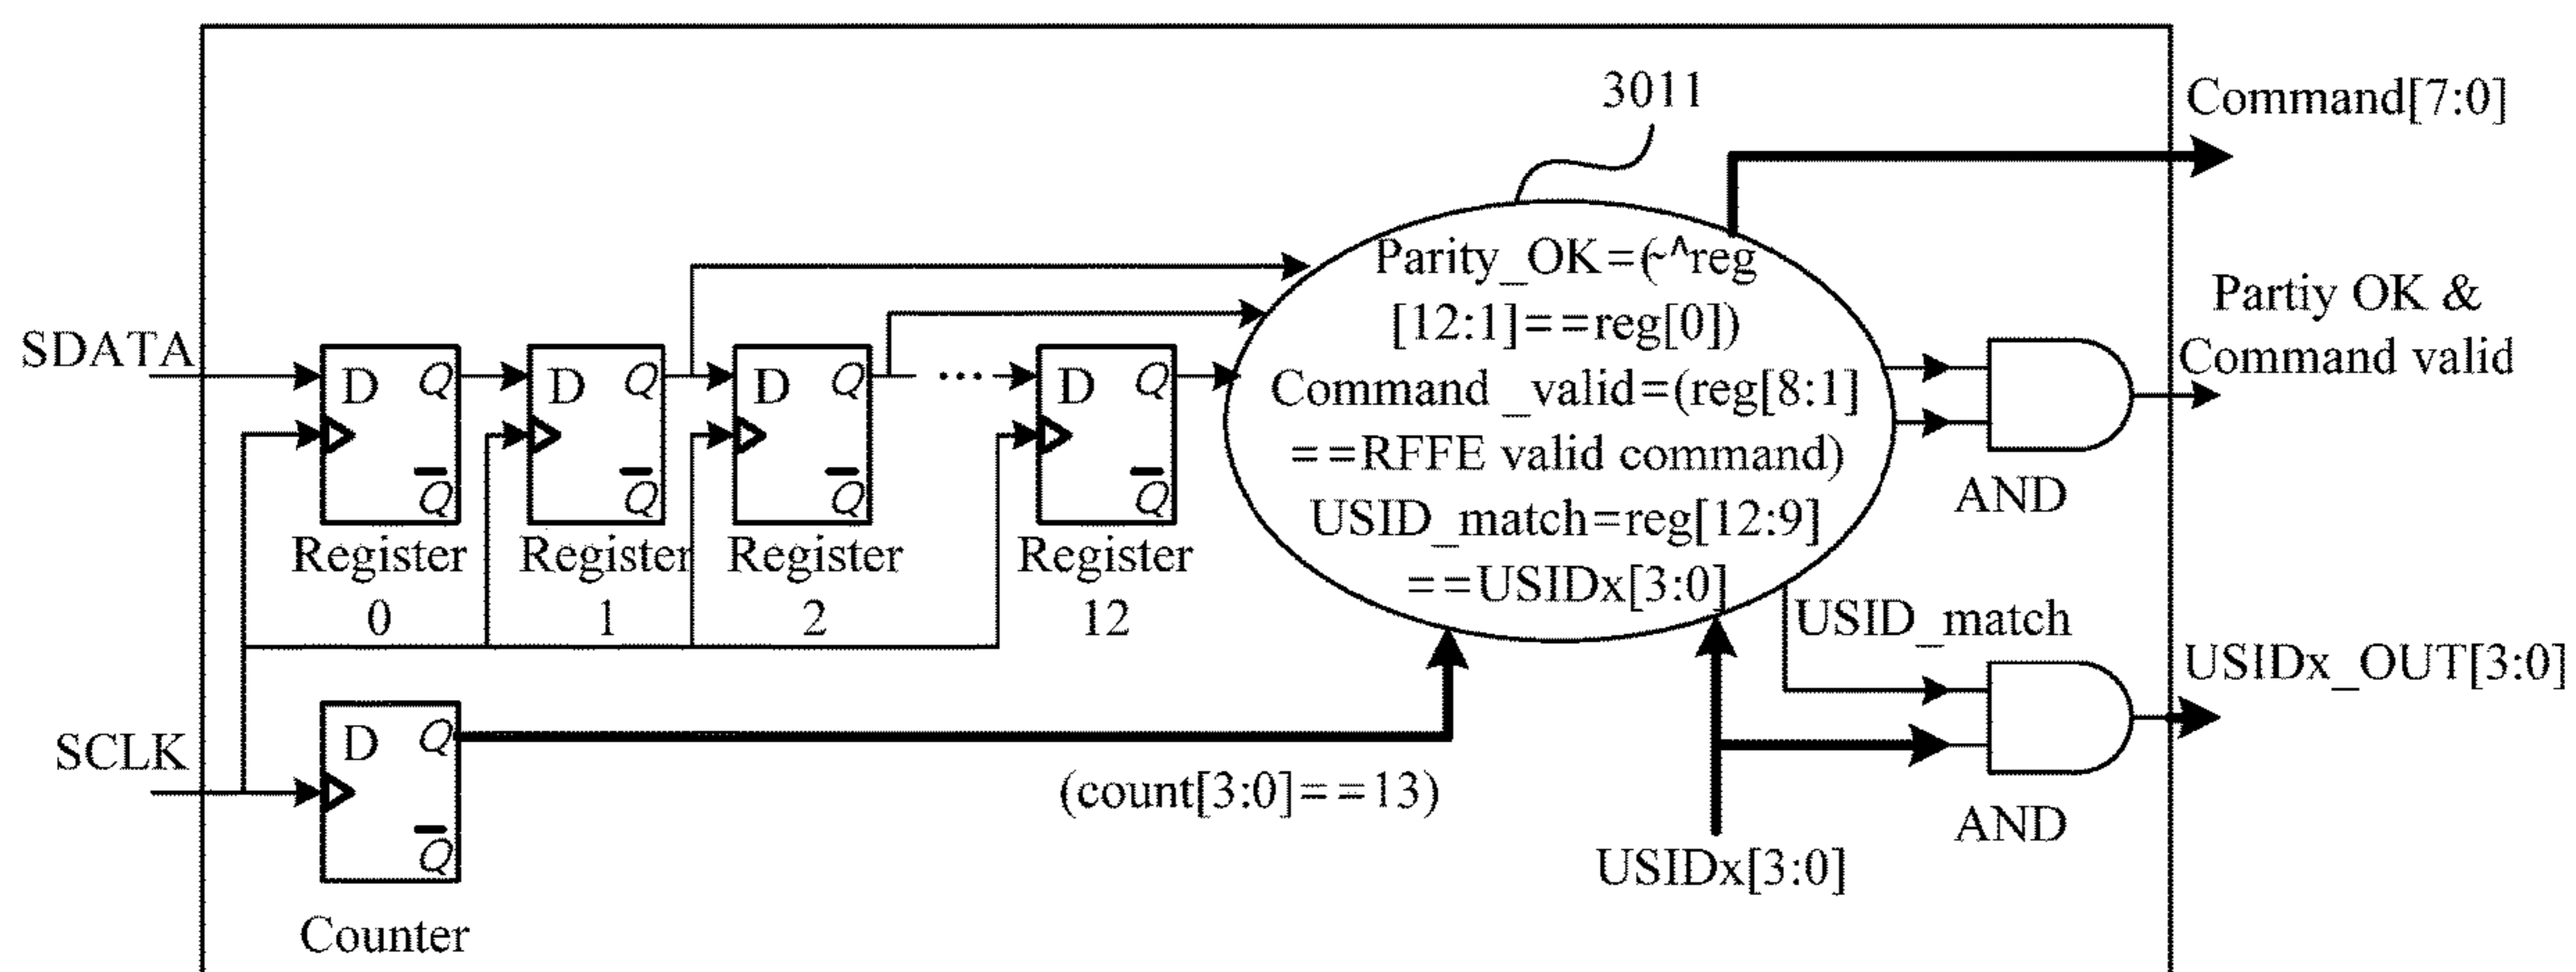 3011
Command[7:0]
Parity_OK=(~^reg
[12:1]==reg[0])
Command _valid=(reg[8:1]
==RFFE valid command)
USID_match=reg[12:9]
==USIDx[3:0]
Partiy OK &
Command valid
SDATA
D Q
Q
Register
0
D Q
Q
Register
1
D Q
Q
Register
2
...
D Q
Q
Register
12
AND
USID_match
USIDx_OUT[3:0]
SCLK
D Q
Q
Counter
(count[3:0]==13)
USIDx[3:0]
AND